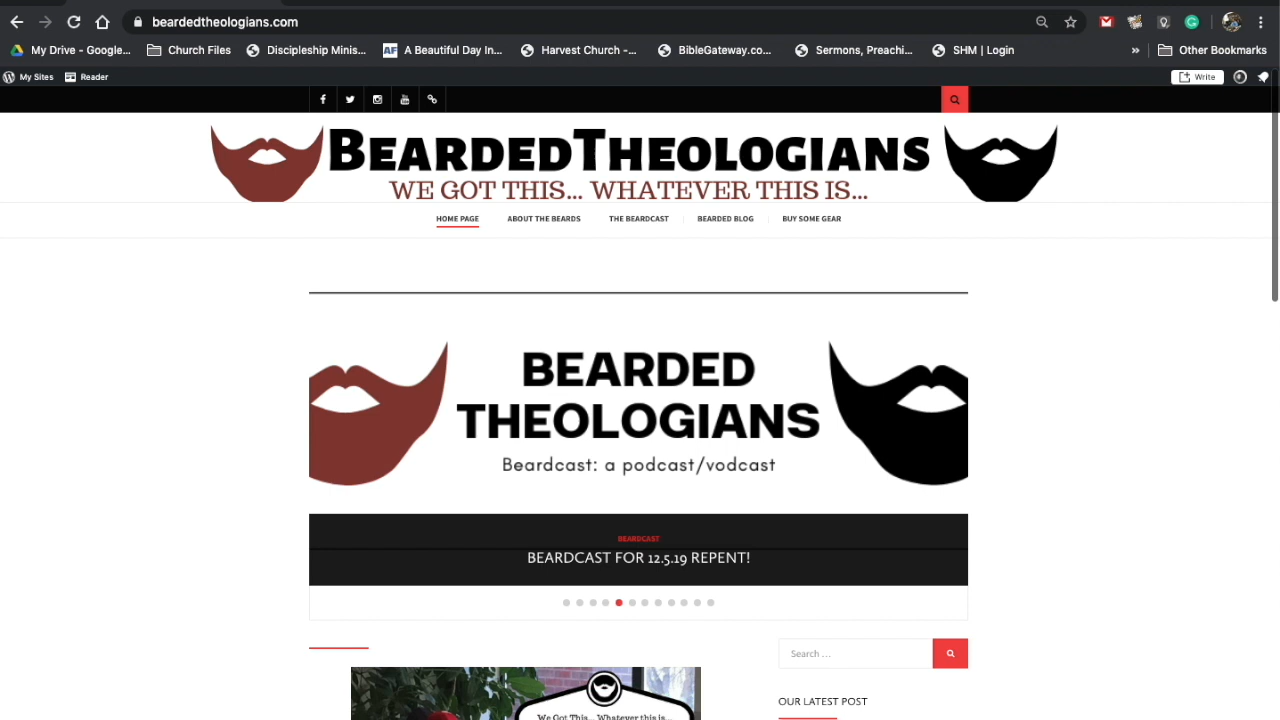 beardedtheologians.com
My Drive - Google...
Church Files
Discipleship Minis...
AF A Beautiful Day In...
Harvest Church -...
BibleGateway.co...
Sermons, Preachi...
SHM | Login
»
Other Bookmarks
My Sites
Reader
Write
BEARDEDTHEOLOGIANS
WE GOT THIS... WHATEVER THIS IS...
HOME PAGE
ABOUT THE BEARDS
THE BEARDCAST
BEARDED BLOG
BUY SOME GEAR
BEARDED
THEOLOGIANS
Beardcast: a podcast/vodcast
BEARDCAST
BEARDCAST FOR 12.5.19 REPENT!
Search ...
OUR LATEST POST
We Got This... Whatever this is...